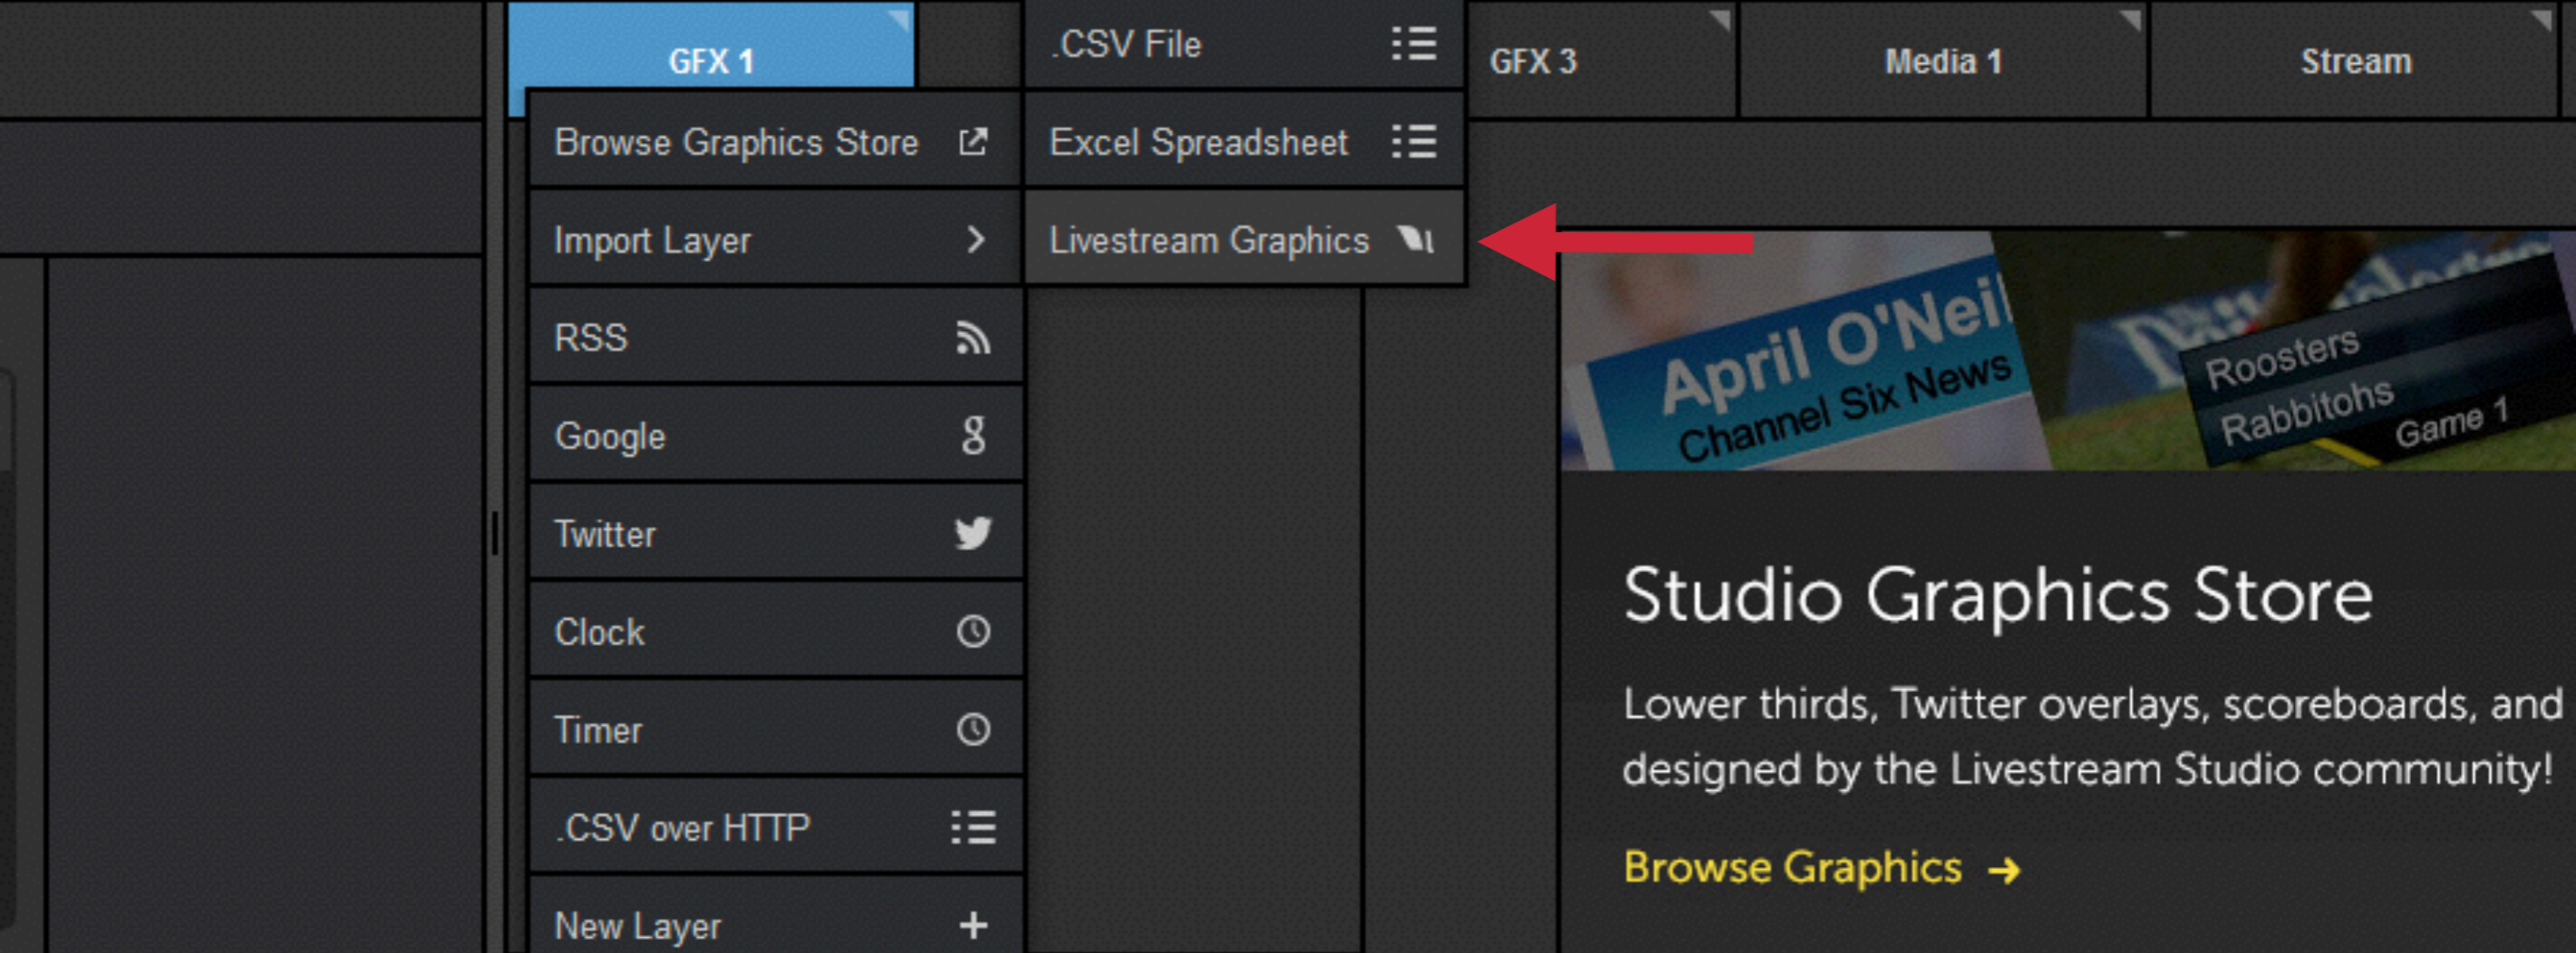 GFX 1
.CSV File
GFX 3
Media 1
Stream
Browse Graphics Store
Excel Spreadsheet
Import Layer
Livestream Graphics
RSS
Google
Twitter
Clock
Timer
.CSV over HTTP
New Layer
April O'Neil
Channel Six News
Roosters
Rabbitohs
Game 1
Studio Graphics Store
Lower thirds, Twitter overlays, scoreboards, and
designed by the Livestream Studio community!
Browse Graphics →